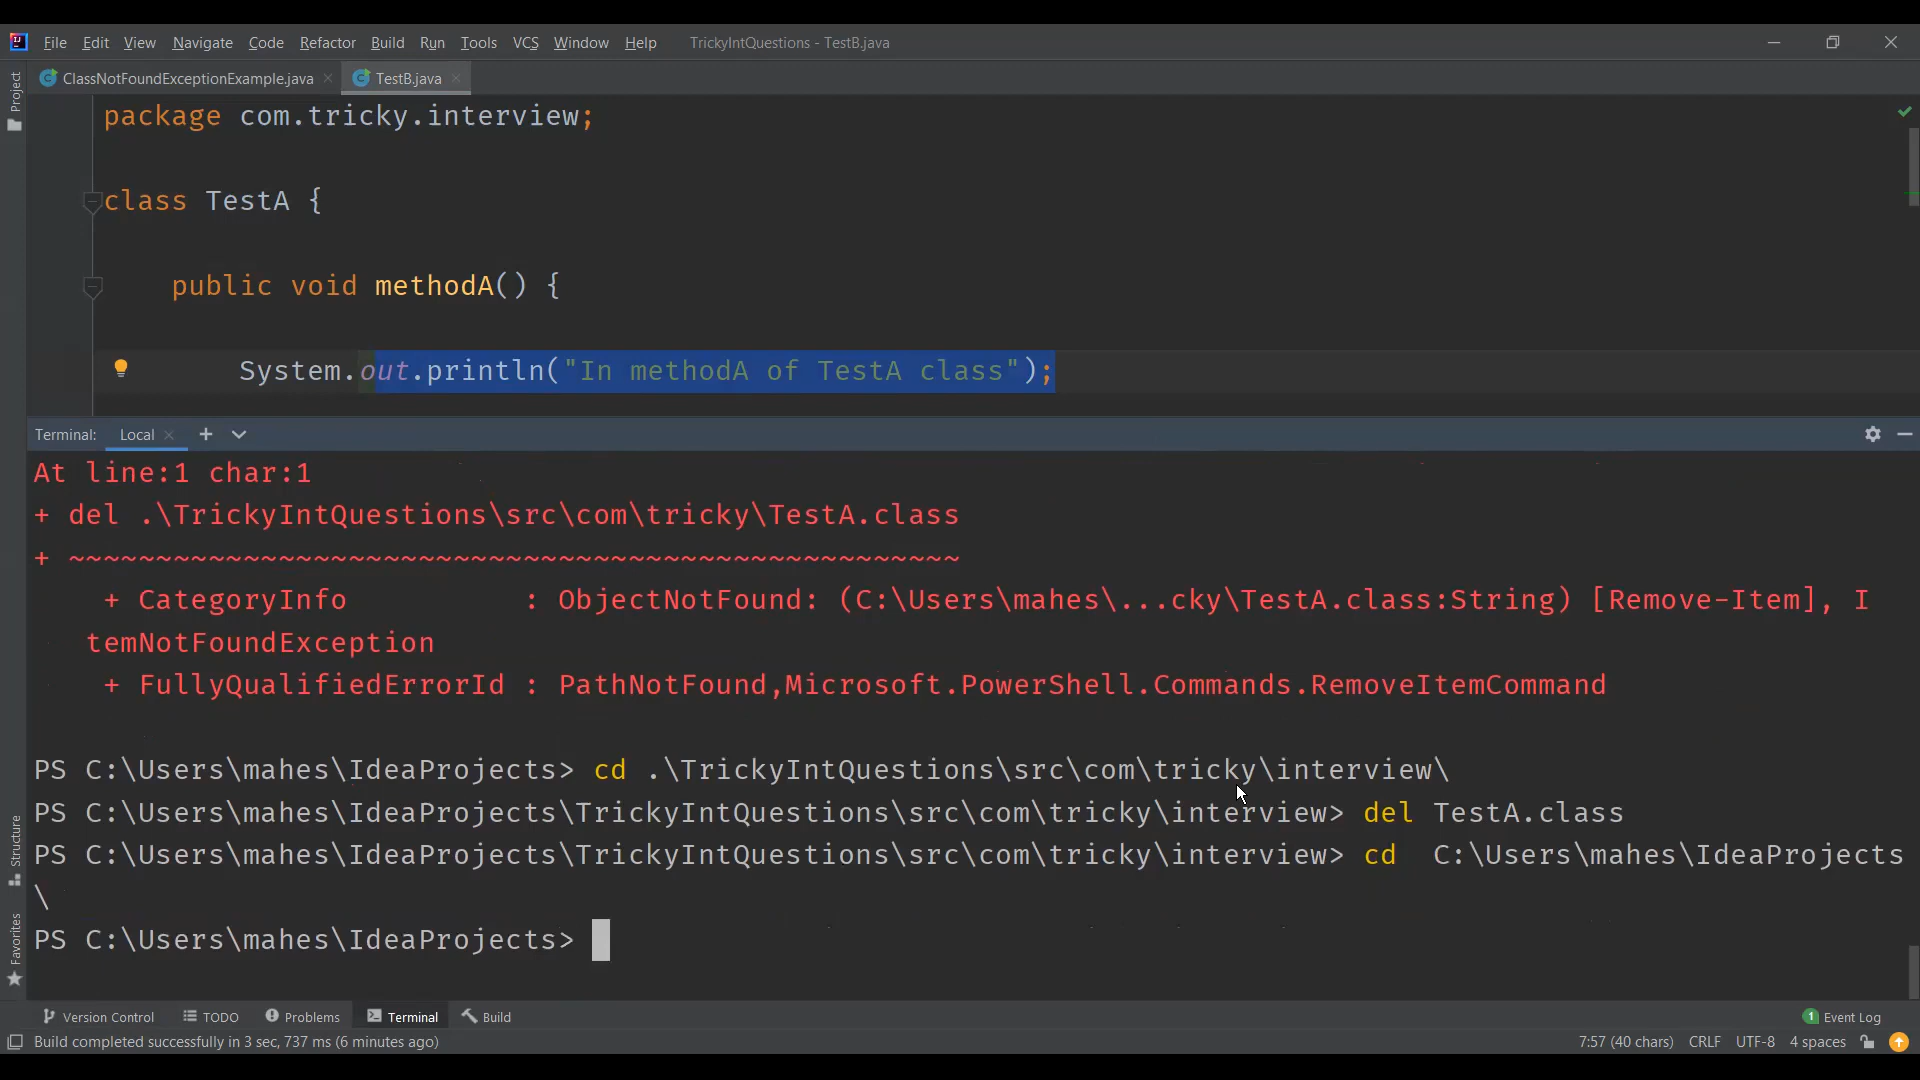 File Edit View Navigate Code Refactor Build Run Tools VCS Window Help TrickyIntQuestions - TestB.java
ClassNotFoundExceptionExample.java TestB.java
Project
package com.tricky.interview;
class TestA {
public void methodA() {
System.out.println("In methodA of TestA class");
Terminal: Local
At line:1 char:1
+ del .\TrickyIntQuestions\src\com\tricky\TestA.class
+ ~~~~~~~~~~~~~~~~~~~~~~~~~~~~~~~~~~~~~~~~~~~~~~~~~~~
+ CategoryInfo : ObjectNotFound: (C:\Users\mahes\...cky\TestA.class:String) [Remove-Item], I
temNotFoundException
+ FullyQualifiedErrorId : PathNotFound,Microsoft.PowerShell.Commands.RemoveItemCommand
PS C:\Users\mahes\IdeaProjects> cd .\TrickyIntQuestions\src\com\tricky\interview\
PS C:\Users\mahes\IdeaProjects\TrickyIntQuestions\src\com\tricky\interview> del TestA.class
PS C:\Users\mahes\IdeaProjects\TrickyIntQuestions\src\com\tricky\interview> cd  C:\Users\mahes\IdeaProjects
\
PS C:\Users\mahes\IdeaProjects>
Structure
Favorites
Version Control TODO Problems Terminal Build 1 Event Log
Build completed successfully in 3 sec, 737 ms (6 minutes ago) 7:57 (40 chars) CRLF UTF-8 4 spaces